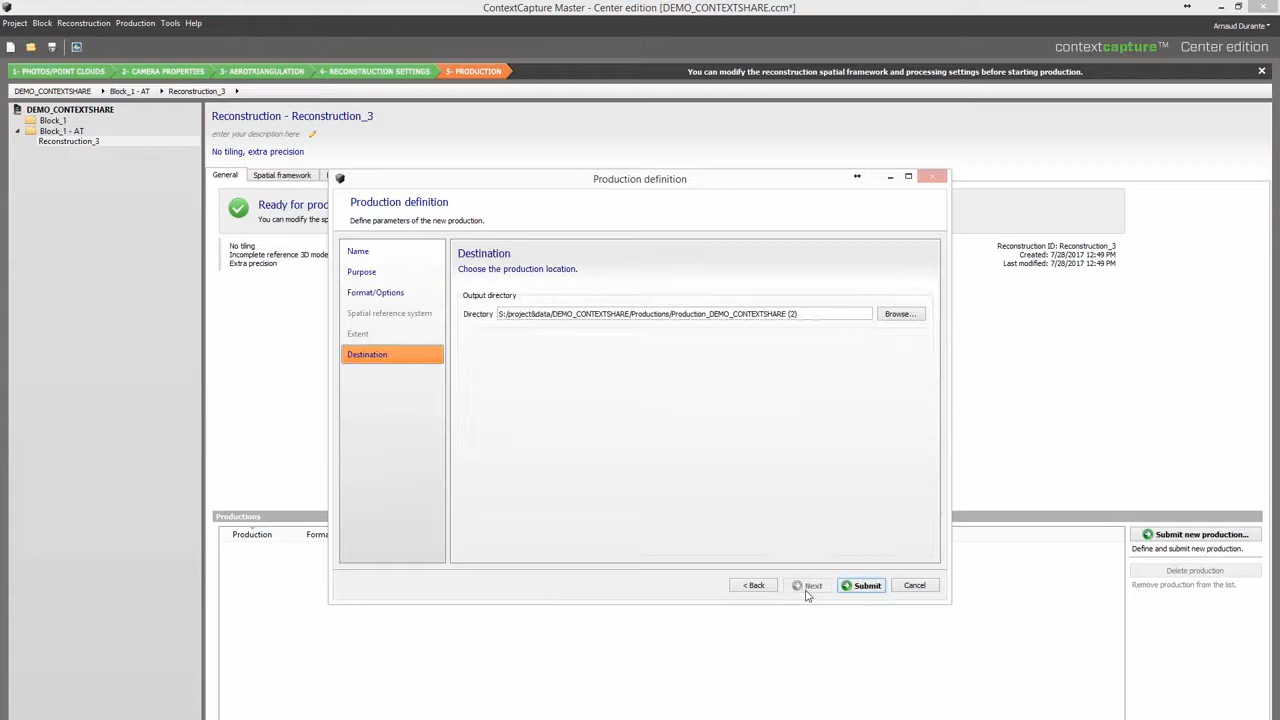 ContextCapture Master - Center edition [DEMO_CONTEXTSHARE.ccm*]
Project Block Reconstruction Production Tools Help
Arnaud Durante
contextcapture™ Center edition
1- PHOTOS/POINT CLOUDS 2- CAMERA PROPERTIES 3- AEROTRIANGULATION 4- RECONSTRUCTION SETTINGS 5- PRODUCTION
You can modify the reconstruction spatial framework and processing settings before starting production.
DEMO_CONTEXTSHARE Block_1 - AT Reconstruction_3
DEMO_CONTEXTSHARE
Block_1
Block_1 - AT
Reconstruction_3
Reconstruction - Reconstruction_3
enter your description here
No tiling, extra precision
General Spatial framework
Ready for prod
You can modify the sp
No tiling
Incomplete reference 3D mode
Extra precision
Reconstruction ID: Reconstruction_3
Created: 7/28/2017 12:49 PM
Last modified: 7/28/2017 12:49 PM
Production definition
Production definition
Define parameters of the new production.
Name
Purpose
Format/Options
Spatial reference system
Extent
Destination
Destination
Choose the production location.
Output directory
Directory S:/project&data/DEMO_CONTEXTSHARE/Productions/Production_DEMO_CONTEXTSHARE (2) Browse...
< Back Next Submit Cancel
Productions
Production Forma
Submit new production...
Define and submit new production.
Delete production
Remove production from the list.